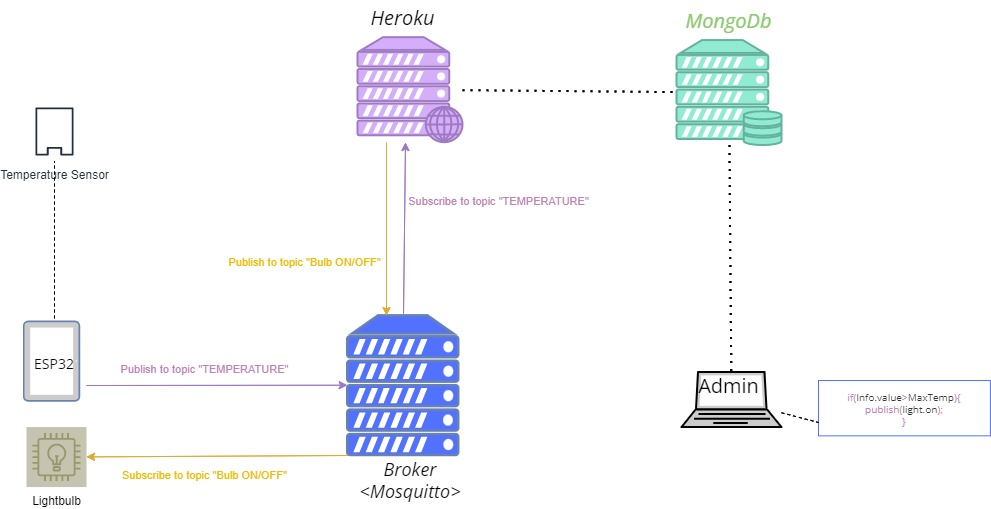 Heroku
MongoDb
Temperature Sensor
Subscribe to topic "TEMPERATURE"
Publish to topic "Bulb ON/OFF"
ESP32
Publish to topic "TEMPERATURE"
Admin
if(Info.value>MaxTemp){
publish(light.on);
}
Broker
<Mosquitto>
Subscribe to topic "Bulb ON/OFF"
Lightbulb